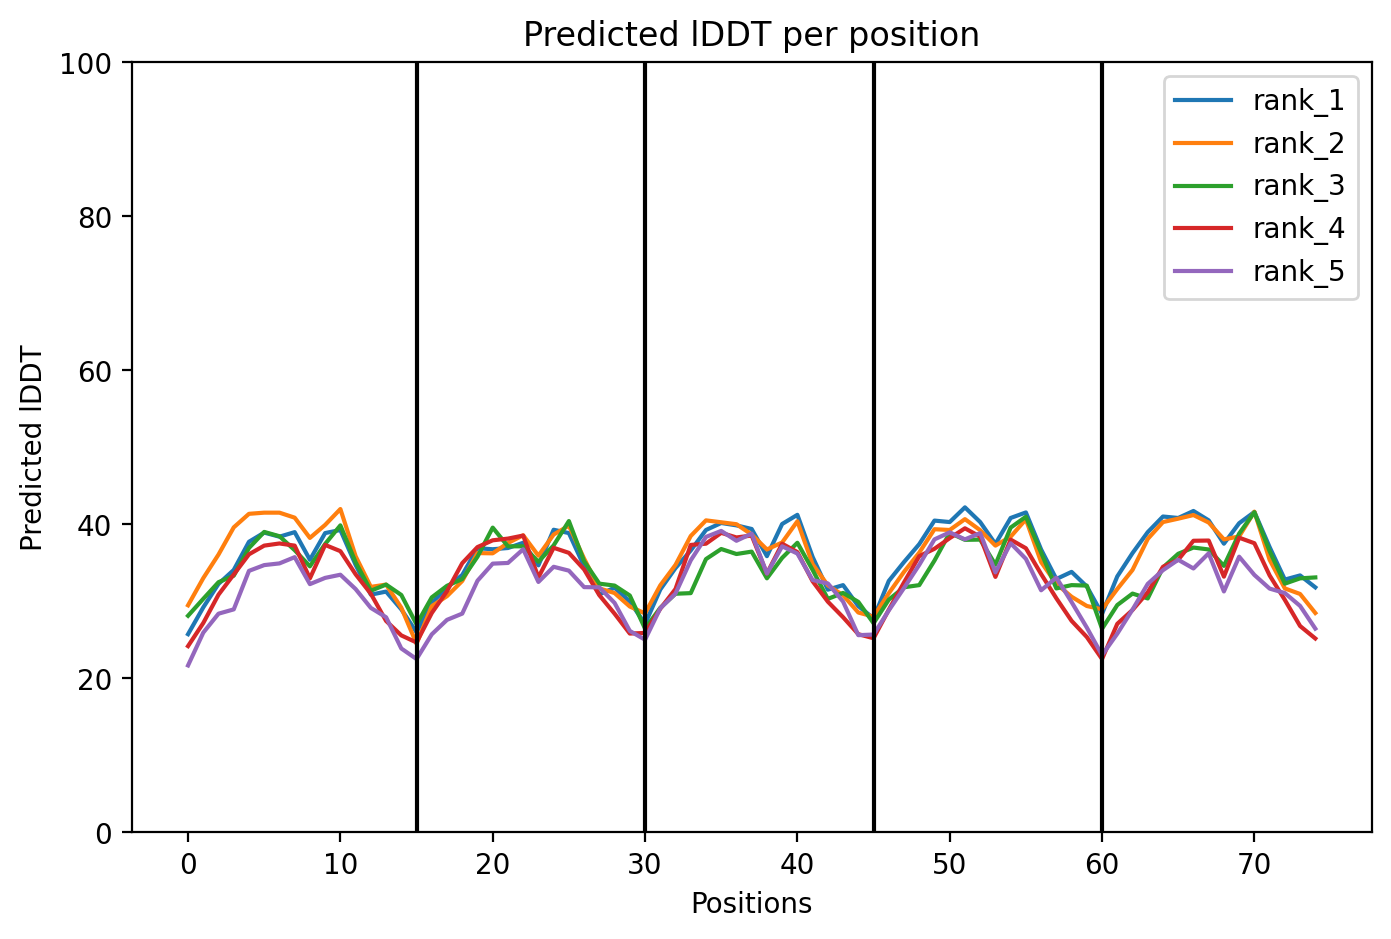 Predicted lDDT per position
100
80
60
40
20
0
Predicted lDDT
0 10 20 30 40 50 60 70
Positions
rank_1
rank_2
rank_3
rank_4
rank_5